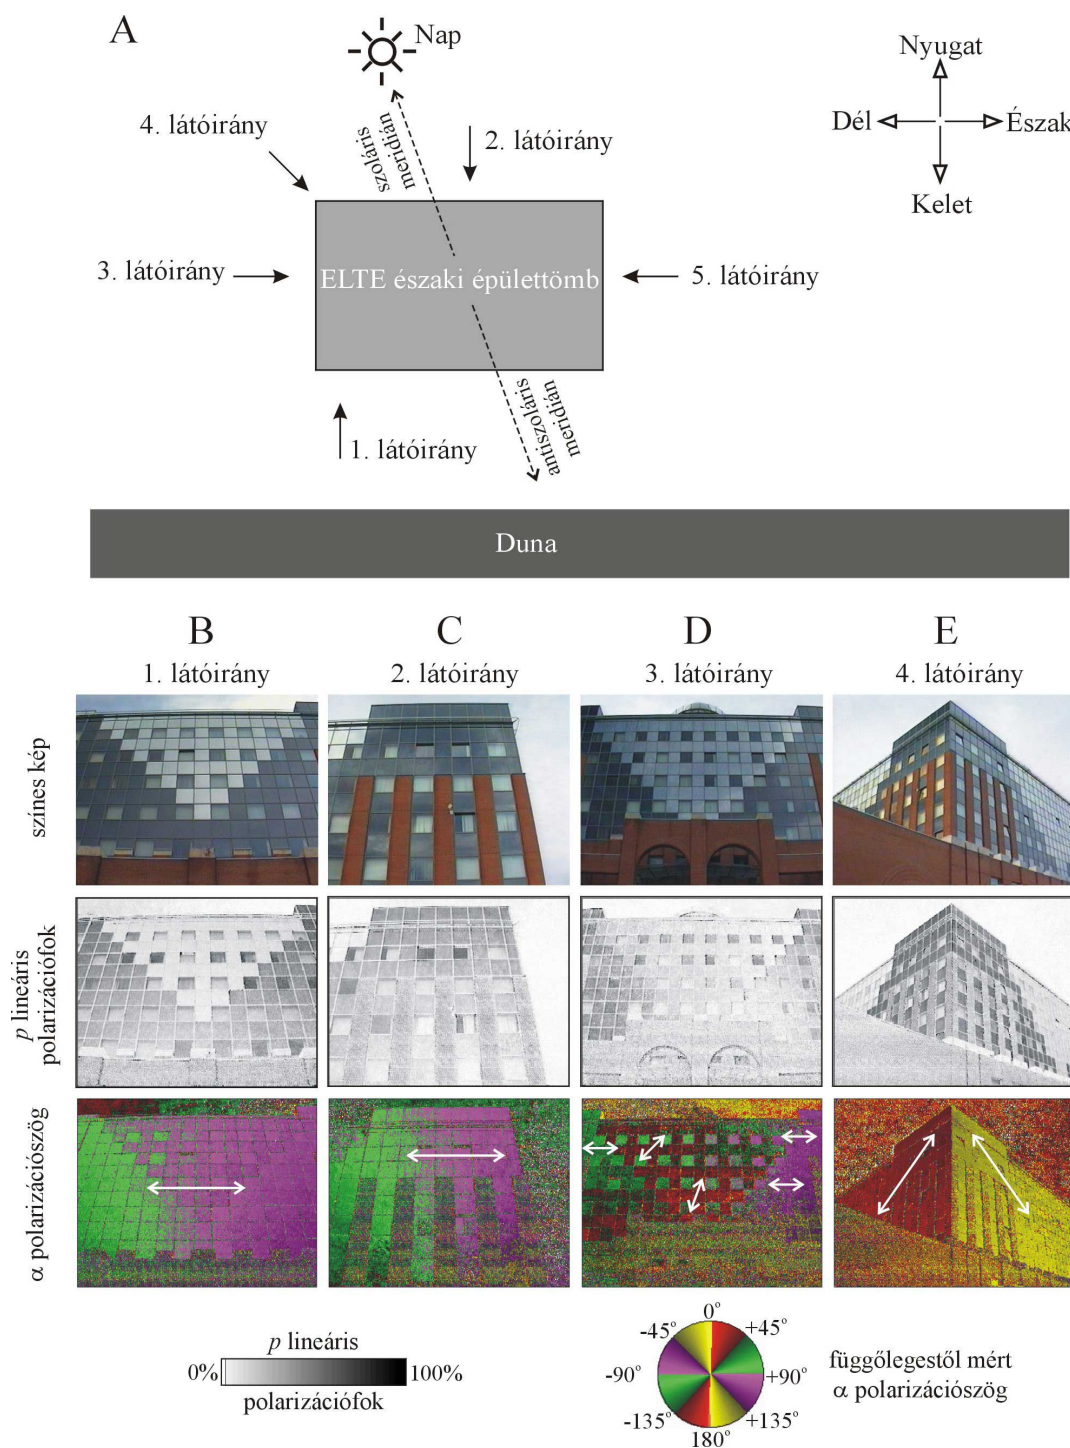 A
Nap
Nyugat
Dél
Észak
Kelet
4. látóirány
2. látóirány
szoláris
meridián
3. látóirány
ELTE északi épülettömb
5. látóirány
antiszoláris
meridián
1. látóirány
Duna
B
C
D
E
1. látóirány
2. látóirány
3. látóirány
4. látóirány
színes kép
p lineáris
polarizációfok
α polarizációszög
p lineáris
0%
100%
polarizációfok
0°
-45°
+45°
-90°
+90°
-135°
+135°
180°
függőlegestől mért
α polarizációszög